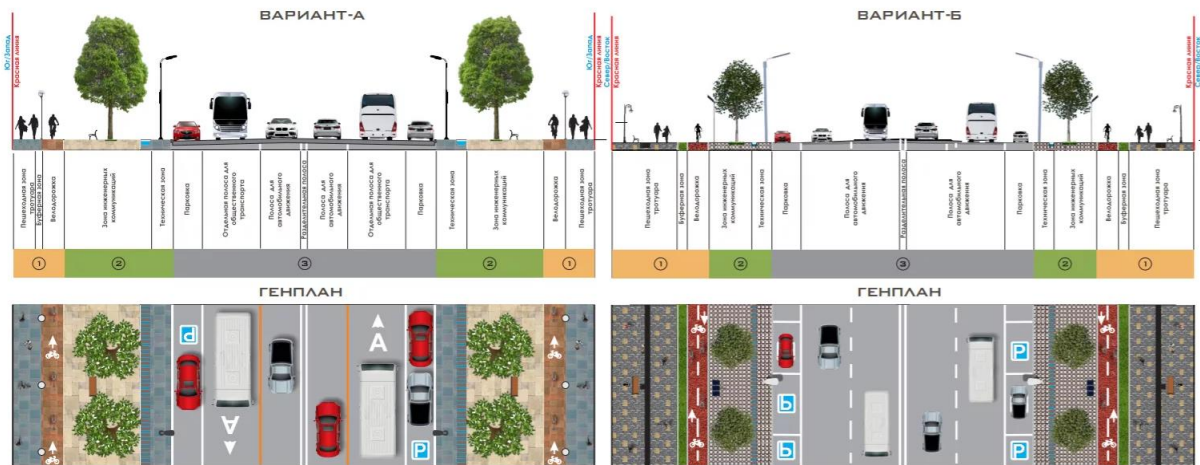 ВАРИАНТ-А
Юг/Запад
Красная линия
Юг/Запад
Красная линия
Пешеходная зона
тротуара
Буферная зона
Велодорожка
Зона инженерных
коммуникаций
Техническая зона
Парковка
Отдельная полоса для
общественного
транспорта
Полоса для
автомобильного
движения
Разделительная полоса
Полоса для
автомобильного
движения
Отдельная полоса для
общественного
транспорта
Парковка
Техническая зона
Зона инженерных
коммуникаций
Велодорожка
Пешеходная зона
тротуара
1
2
3
2
1
ГЕНПЛАН
P
A
A
P
ВАРИАНТ-Б
Север/Восток
Красная линия
Север/Восток
Красная линия
Пешеходная зона
тротуара
Буферная зона
Велодорожка
Зона инженерных
коммуникаций
Техническая зона
Парковка
Полоса для
автомобильного
движения
Разделительная полоса
Полоса для
автомобильного
движения
Парковка
Техническая зона
Зона инженерных
коммуникаций
Велодорожка
Буферная зона
Пешеходная зона
тротуара
1
2
3
2
1
ГЕНПЛАН
P
P
P
P